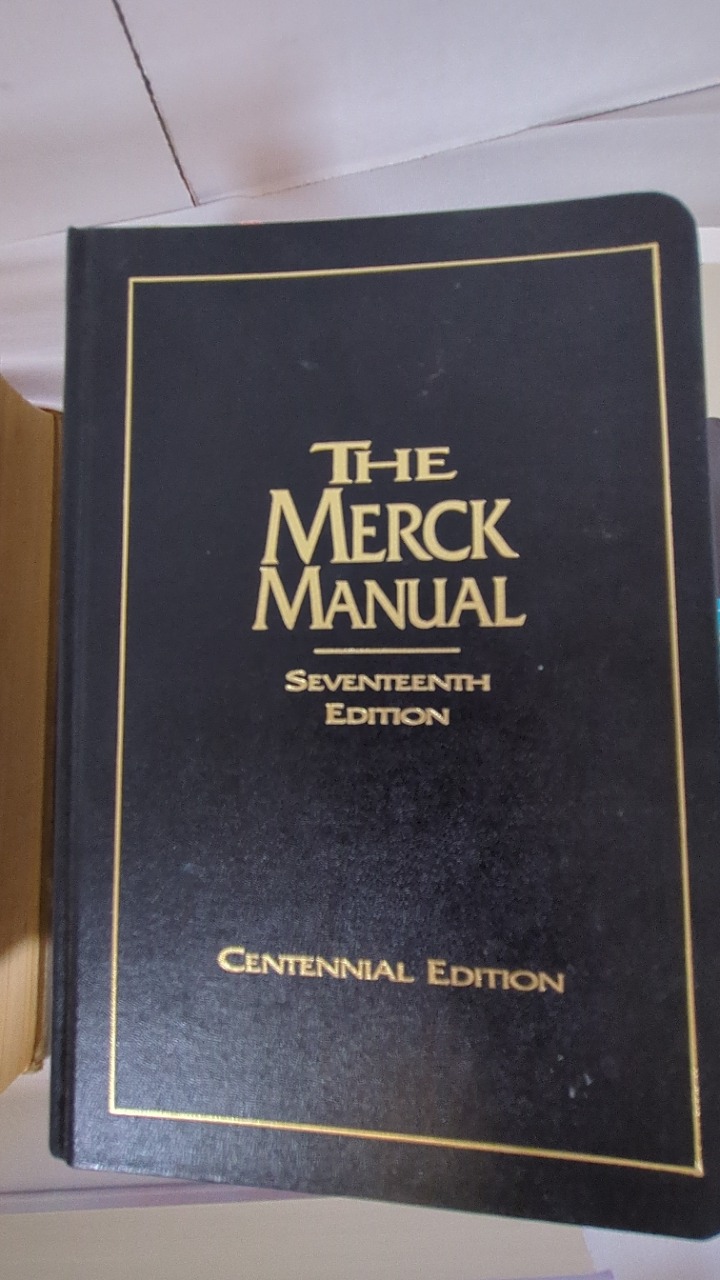 THE
MERCK
MANUAL
SEVENTEENTH
EDITION
CENTENNIAL EDITION